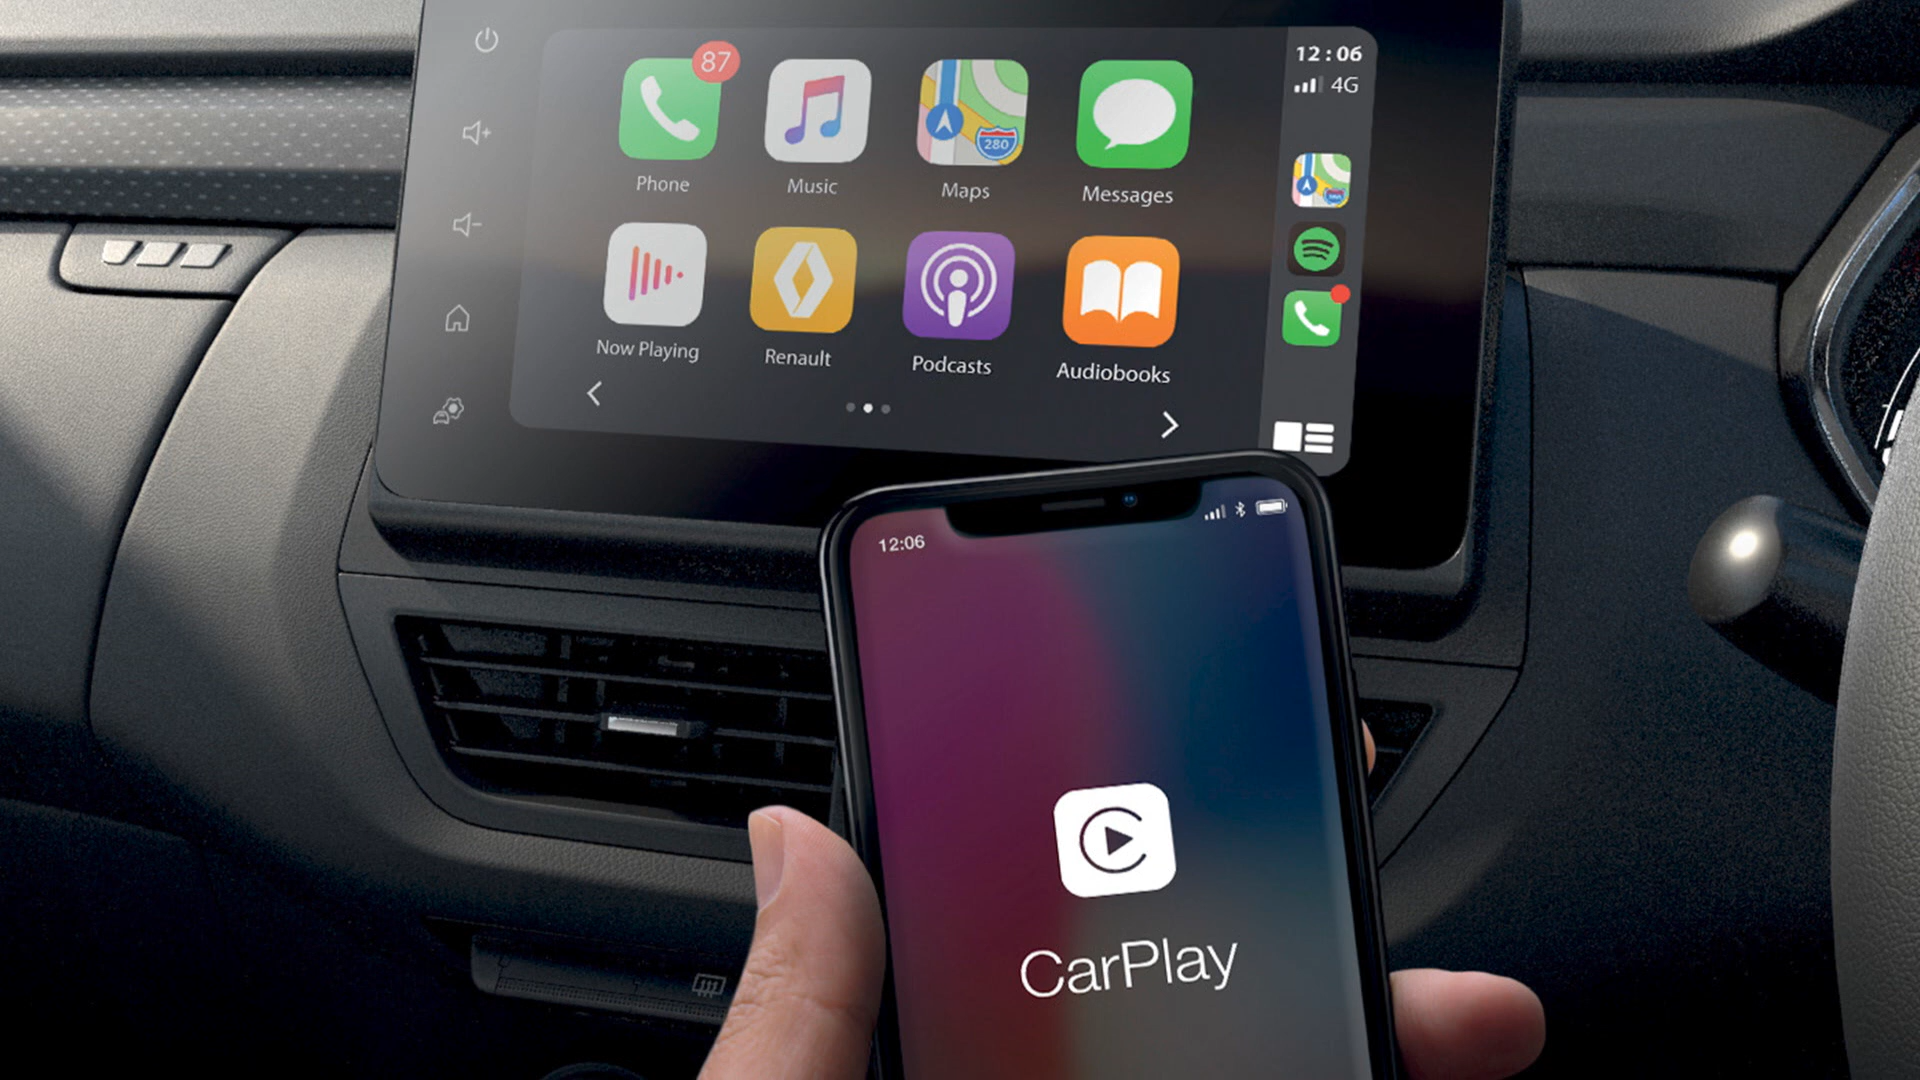 87
12:06
4G
280
Phone
Music
Maps
Messages
Now Playing
Renault
Podcasts
Audiobooks
12:06
CarPlay